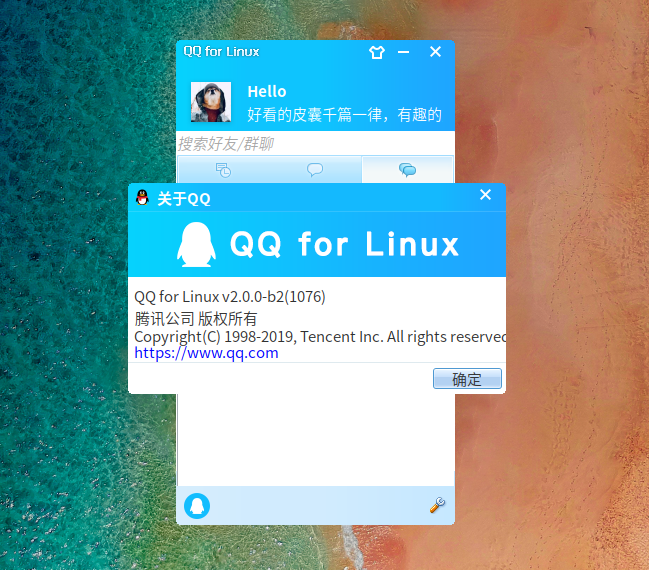 QQ for Linux
Hello
好看的皮囊千篇一律，有趣的
搜索好友/群聊
关于QQ
QQ for Linux
QQ for Linux v2.0.0-b2(1076)
腾讯公司 版权所有
Copyright(C) 1998-2019, Tencent Inc. All rights reserved
https://www.qq.com
确定